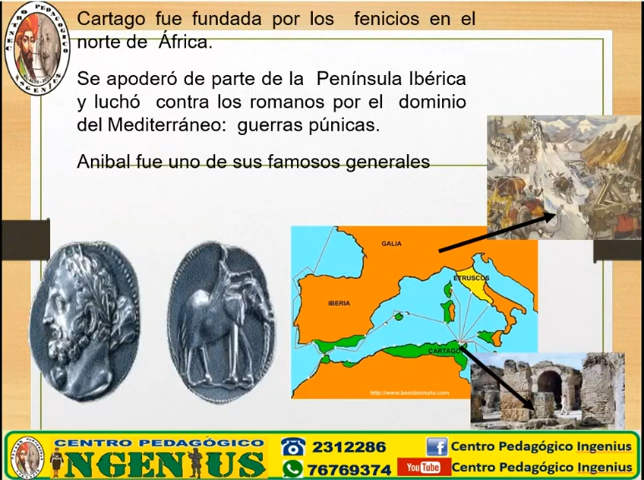 Cartago fue fundada por los fenicios en el
norte de África.
Se apoderó de parte de la Península Ibérica
y luchó contra los romanos por el dominio
del Mediterráneo: guerras púnicas.
Anibal fue uno de sus famosos generales
GALIA
ETRUSCOS
IBERIA
CARTAGO
CENTRO PEDAGÓGICO
INGENIUS
2312286
76769374
f Centro Pedagógico Ingenius
YouTube Centro Pedagógico Ingenius